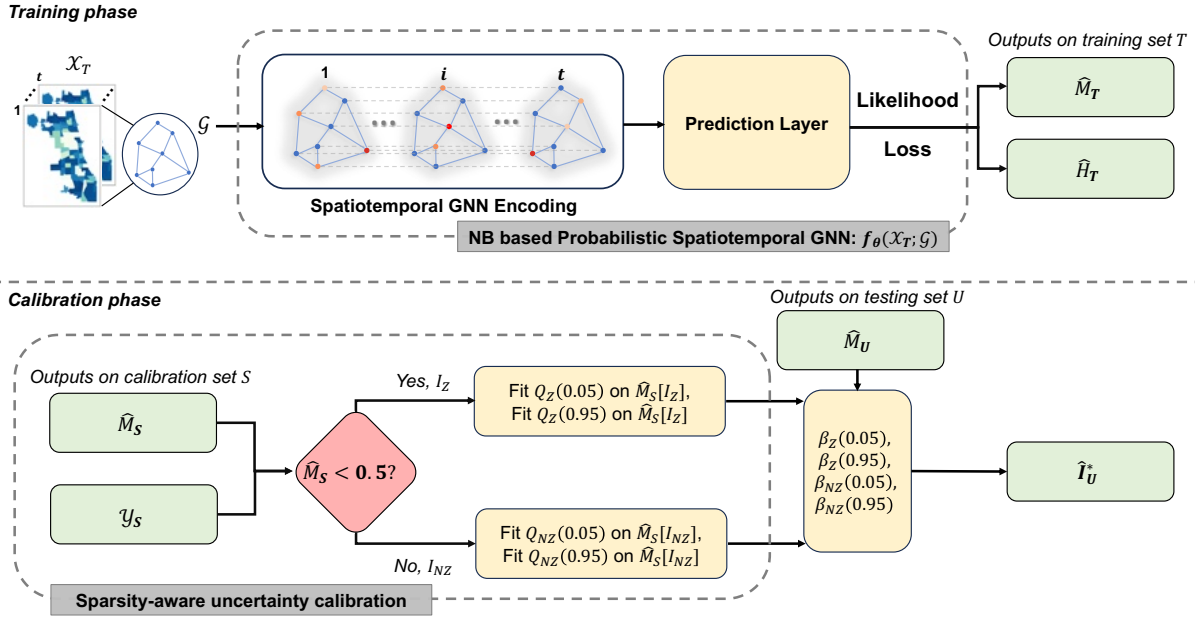 Training phase
𝒳_T
t
1
𝒢
1
i
t
Spatiotemporal GNN Encoding
Prediction Layer
Likelihood
Loss
NB based Probabilistic Spatiotemporal GNN: f_θ(𝒳_T; 𝒢)
Outputs on training set T
M̂_T
Ĥ_T
Calibration phase
Outputs on calibration set S
M̂_S
𝒴_S
M̂_S < 0.5?
Yes, I_Z
No, I_NZ
Fit Q_Z(0.05) on M̂_S[I_Z],
Fit Q_Z(0.95) on M̂_S[I_Z]
Fit Q_NZ(0.05) on M̂_S[I_NZ],
Fit Q_NZ(0.95) on M̂_S[I_NZ]
Sparsity-aware uncertainty calibration
Outputs on testing set U
M̂_U
β_Z(0.05),
β_Z(0.95),
β_NZ(0.05),
β_NZ(0.95)
Î*_U